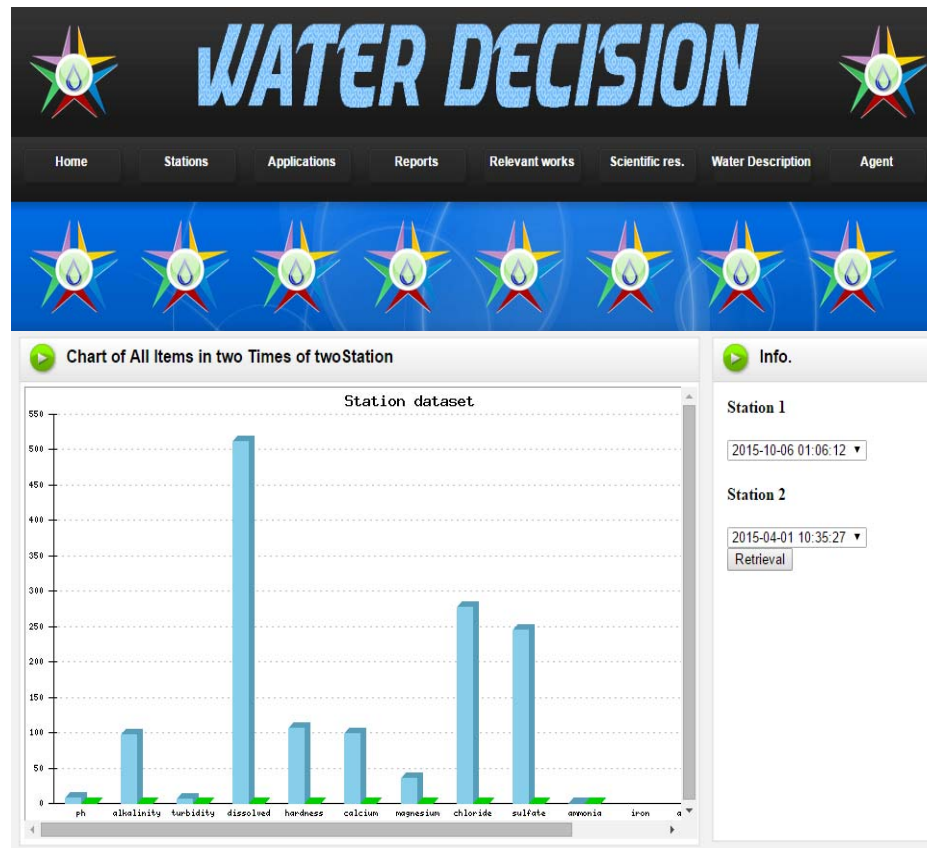 WATER DECISION
Home Stations Applications Reports Relevant works Scientific res. Water Description Agent
Chart of All Items in two Times of twoStation
Station dataset
550
500
450
400
350
300
250
200
150
100
50
0
ph alkalinity turbidity dissolved hardness calcium magnesium chloride sulfate ammonia iron a
Info.
Station 1
2015-10-06 01:06:12
Station 2
2015-04-01 10:35:27
Retrieval